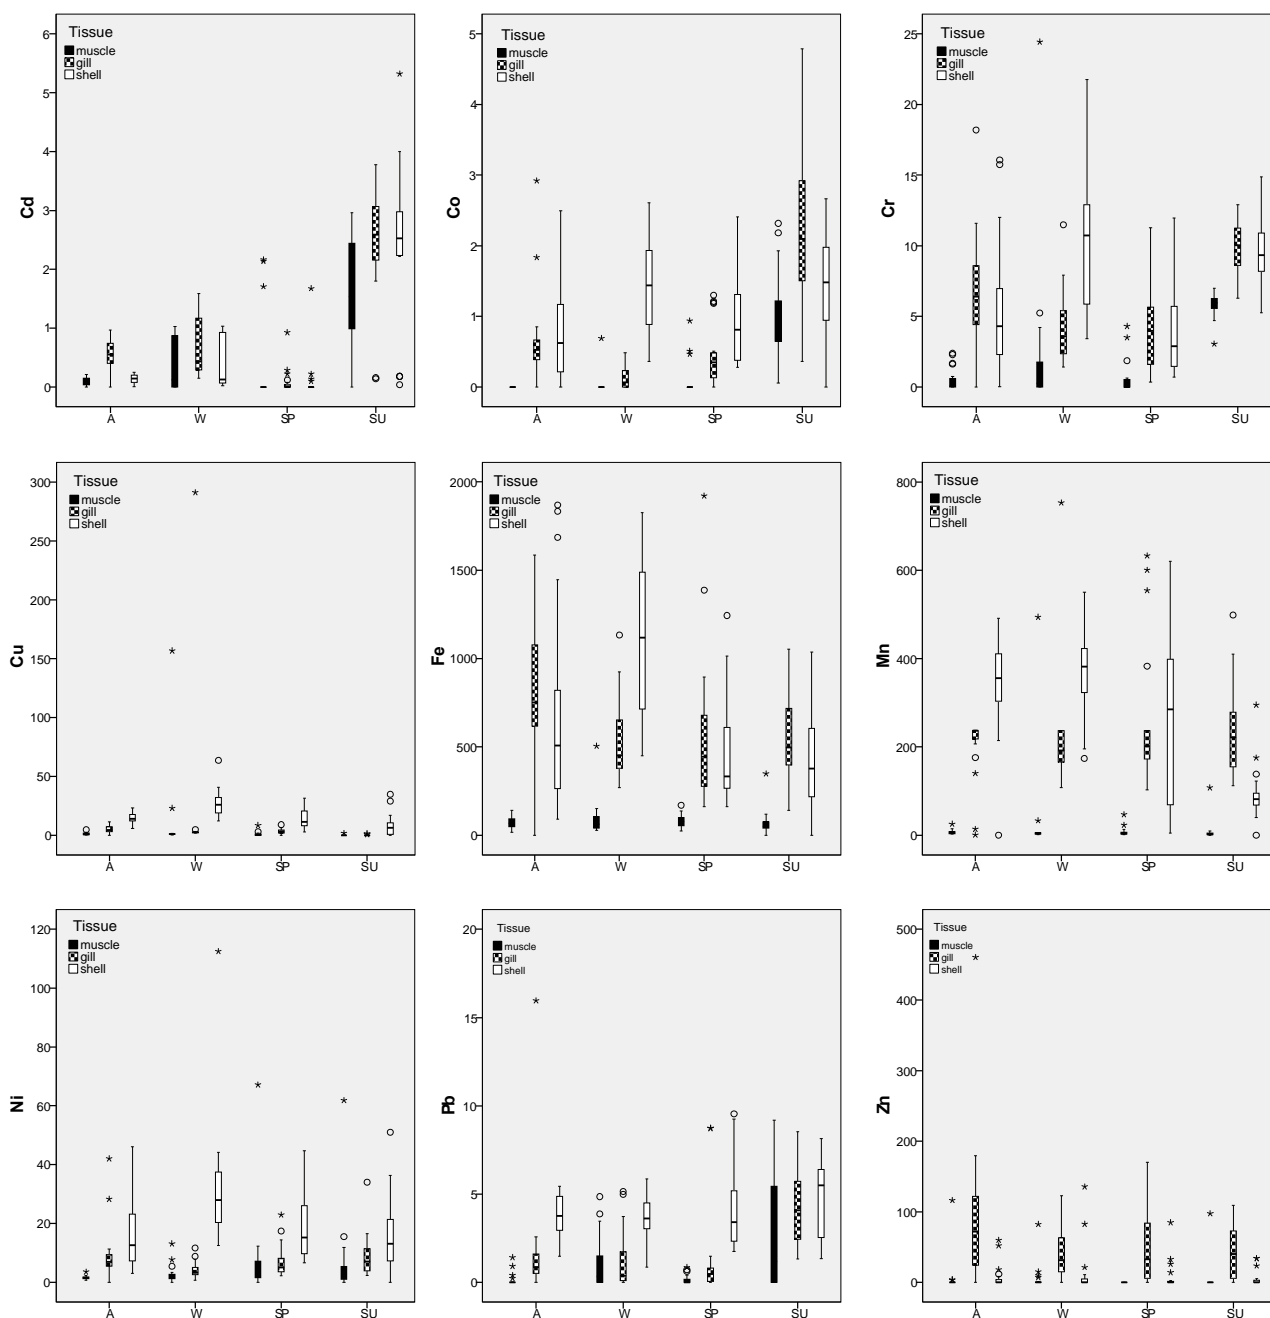 Tissue
muscle
gill
shell
Cd
6
5
4
3
2
1
0
A W SP SU
Tissue
muscle
gill
shell
Co
5
4
3
2
1
0
A W SP SU
Tissue
muscle
gill
shell
Cr
25
20
15
10
5
0
A W SP SU
Tissue
muscle
gill
shell
Cu
300
250
200
150
100
50
0
A W SP SU
Tissue
muscle
gill
shell
Fe
2000
1500
1000
500
0
A W SP SU
Tissue
muscle
gill
shell
Mn
800
600
400
200
0
A W SP SU
Tissue
muscle
gill
shell
Ni
120
100
80
60
40
20
0
A W SP SU
Tissue
muscle
gill
shell
Pb
20
15
10
5
0
A W SP SU
Tissue
muscle
gill
shell
Zn
500
400
300
200
100
50
0
A W SP SU